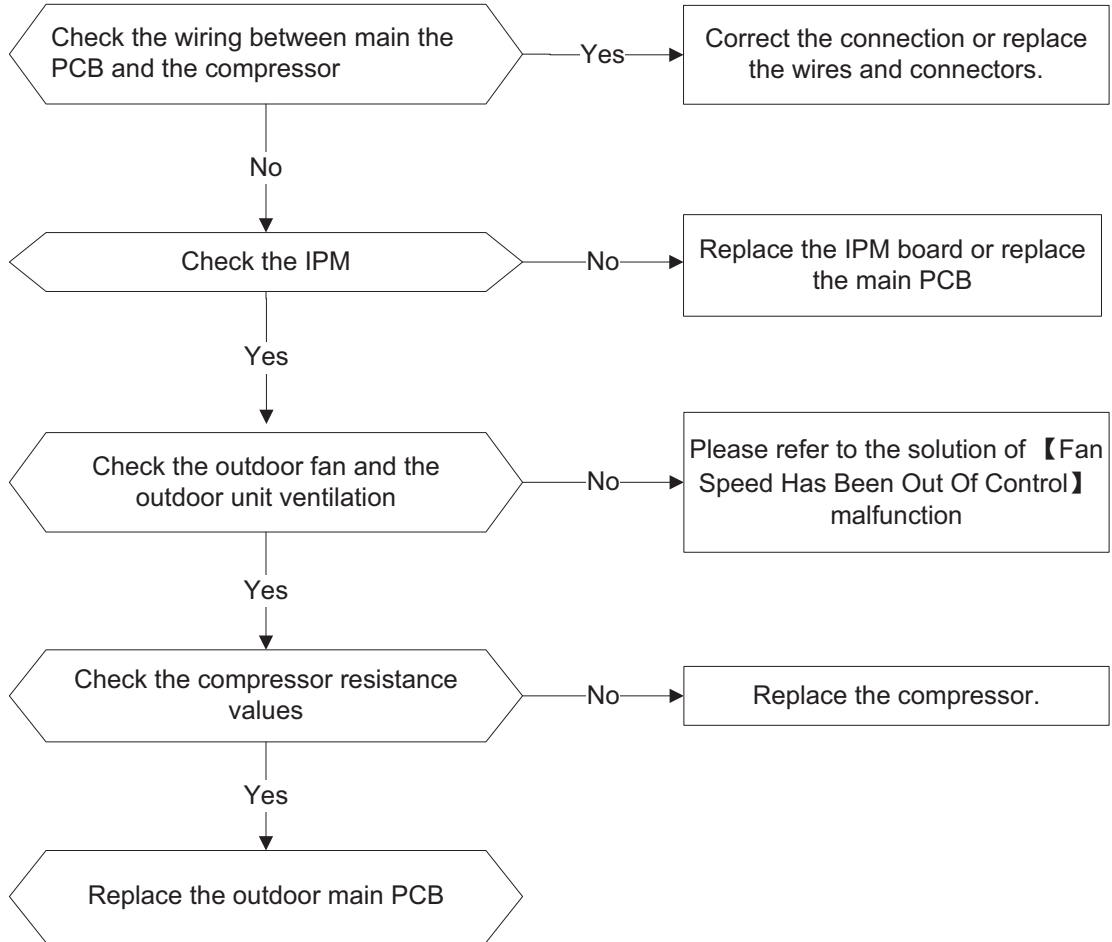 Check the wiring between main the
PCB and the compressor
Yes
Correct the connection or replace
the wires and connectors.
No
Check the IPM
No
Replace the IPM board or replace
the main PCB
Yes
Check the outdoor fan and the
outdoor unit ventilation
No
Please refer to the solution of 【Fan
Speed Has Been Out Of Control】
malfunction
Yes
Check the compressor resistance
values
No
Replace the compressor.
Yes
Replace the outdoor main PCB